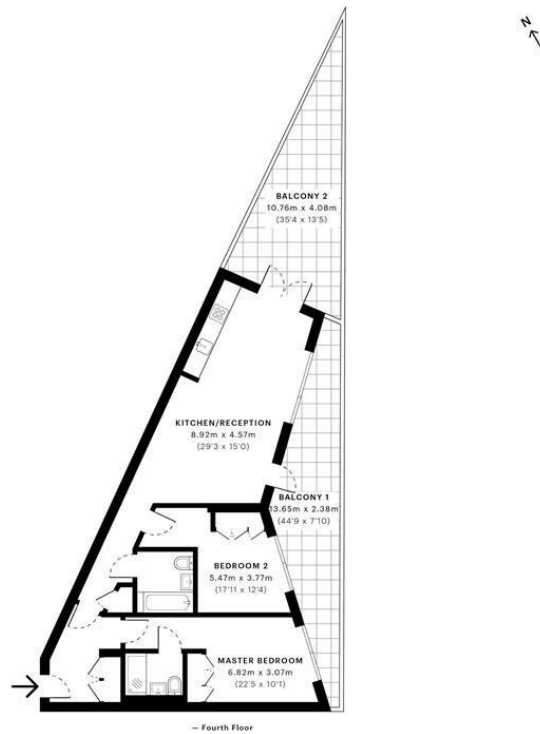 N
BALCONY 2
10.76m x 4.08m
(35'4 x 13'5)
KITCHEN/RECEPTION
8.92m x 4.57m
(29'3 x 15'0)
BALCONY 1
13.65m x 2.38m
(44'9 x 7'10)
BEDROOM 2
5.47m x 3.77m
(17'11 x 12'4)
MASTER BEDROOM
6.82m x 3.07m
(22'5 x 10'1)
— Fourth Floor